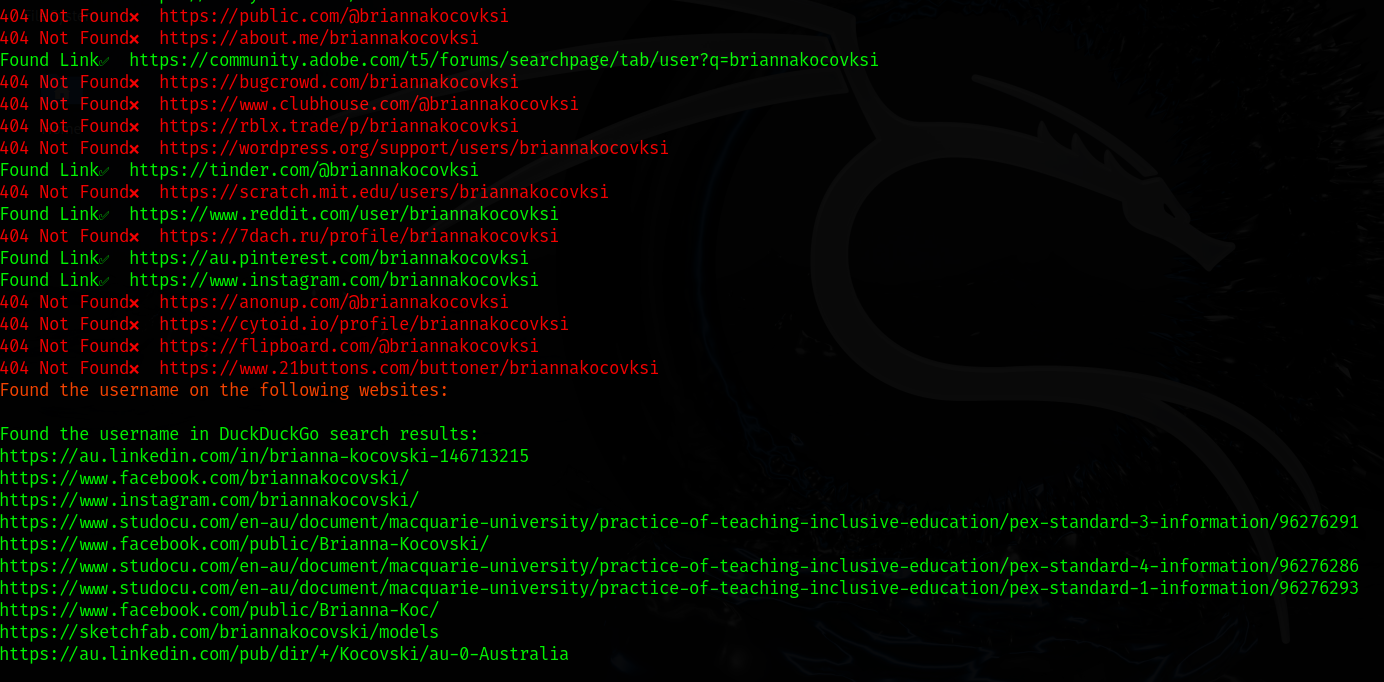 404 Not Found❌ https://public.com/@briannakocovksi
404 Not Found❌ https://about.me/briannakocovksi
Found Link✅ https://community.adobe.com/t5/forums/searchpage/tab/user?q=briannakocovksi
404 Not Found❌ https://bugcrowd.com/briannakocovksi
404 Not Found❌ https://www.clubhouse.com/@briannakocovksi
404 Not Found❌ https://rblx.trade/p/briannakocovksi
404 Not Found❌ https://wordpress.org/support/users/briannakocovksi
Found Link✅ https://tinder.com/@briannakocovksi
404 Not Found❌ https://scratch.mit.edu/users/briannakocovksi
Found Link✅ https://www.reddit.com/user/briannakocovksi
404 Not Found❌ https://7dach.ru/profile/briannakocovksi
Found Link✅ https://au.pinterest.com/briannakocovksi
Found Link✅ https://www.instagram.com/briannakocovksi
404 Not Found❌ https://anonup.com/@briannakocovksi
404 Not Found❌ https://cytoid.io/profile/briannakocovksi
404 Not Found❌ https://flipboard.com/@briannakocovksi
404 Not Found❌ https://www.21buttons.com/buttoner/briannakocovksi
Found the username on the following websites:
Found the username in DuckDuckGo search results:
https://au.linkedin.com/in/brianna-kocovski-146713215
https://www.facebook.com/briannakocovski/
https://www.instagram.com/briannakocovski/
https://www.studocu.com/en-au/document/macquarie-university/practice-of-teaching-inclusive-education/pex-standard-3-information/96276291
https://www.facebook.com/public/Brianna-Kocovski/
https://www.studocu.com/en-au/document/macquarie-university/practice-of-teaching-inclusive-education/pex-standard-4-information/96276286
https://www.studocu.com/en-au/document/macquarie-university/practice-of-teaching-inclusive-education/pex-standard-1-information/96276293
https://www.facebook.com/public/Brianna-Koc/
https://sketchfab.com/briannakocovski/models
https://au.linkedin.com/pub/dir/+/Kocovski/au-0-Australia